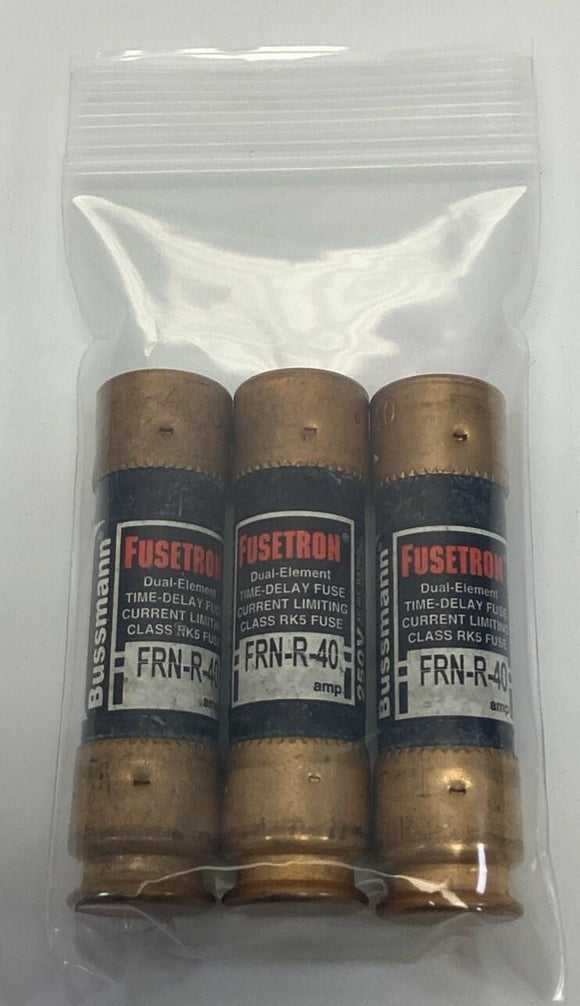 Bussmann
FUSETRON
Dual-Element
TIME-DELAY FUSE
CURRENT LIMITING
CLASS RK5 FUSE
FRN-R-40
amp
FUSETRON®
Dual-Element
TIME-DELAY FUSE
CURRENT LIMITING
CLASS RK5 FUSE
FRN-R-40
amp
250V
Bussmann
FUSETRON
Dual-Element
TIME-DELAY FUSE
CURRENT LIMITING
CLASS RK5 FUSE
FRN-R-40
amp